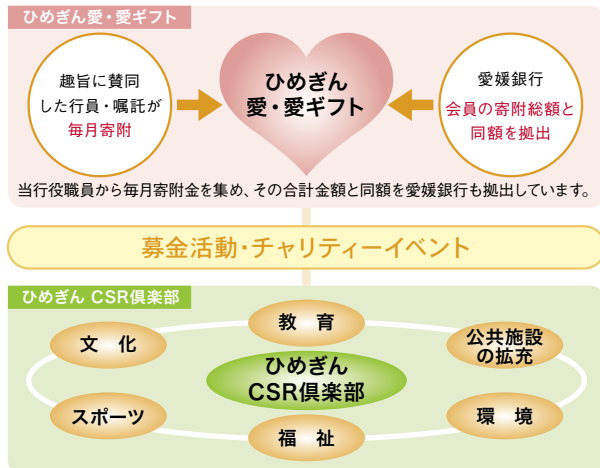 ひめぎん愛・愛ギフト
趣旨に賛同
した行員・嘱託が
毎月寄附
ひめぎん
愛・愛ギフト
愛媛銀行
会員の寄附総額と
同額を拠出
当行役職員から毎月寄附金を集め、その合計金額と同額を愛媛銀行も拠出しています。
募金活動・チャリティーイベント
ひめぎん CSR倶楽部
教育
文化
公共施設
の拡充
ひめぎん
CSR倶楽部
スポーツ
環境
福祉